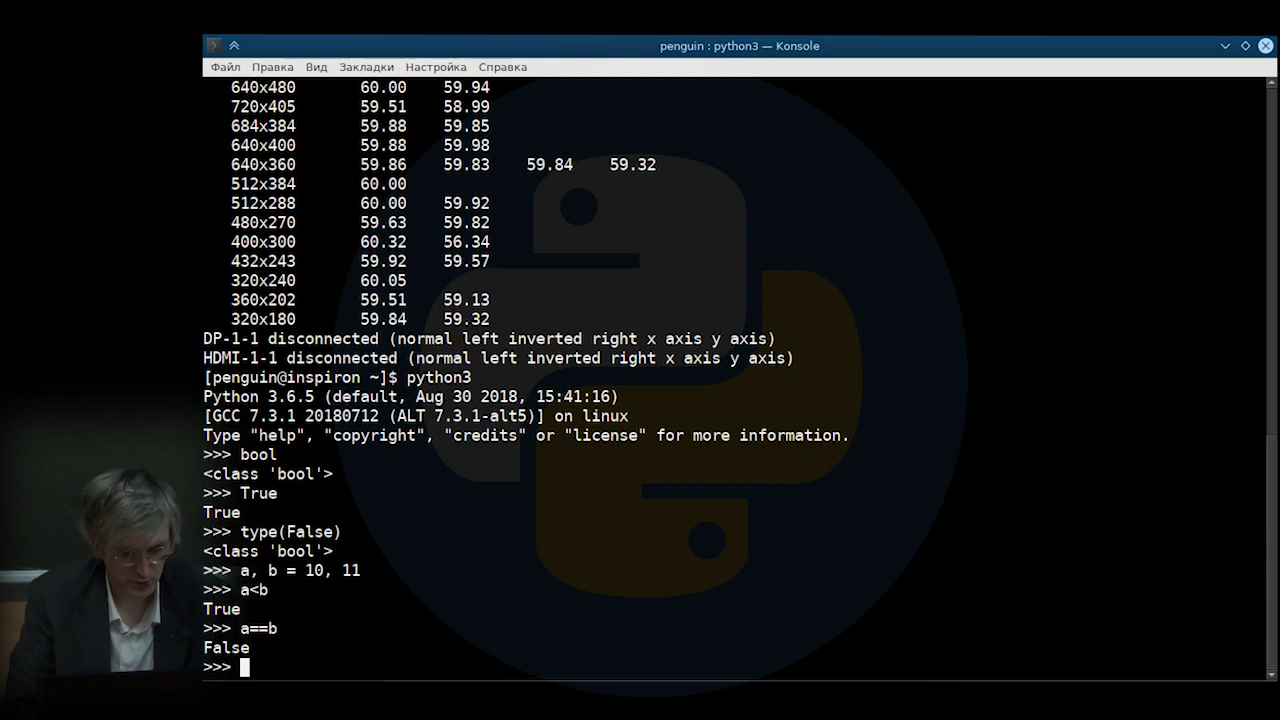 penguin : python3 — Konsole
Файл Правка Вид Закладки Настройка Справка
640x480 60.00 59.94
720x405 59.51 58.99
684x384 59.88 59.85
640x400 59.88 59.98
640x360 59.86 59.83 59.84 59.32
512x384 60.00
512x288 60.00 59.92
480x270 59.63 59.82
400x300 60.32 56.34
432x243 59.92 59.57
320x240 60.05
360x202 59.51 59.13
320x180 59.84 59.32
DP-1-1 disconnected (normal left inverted right x axis y axis)
HDMI-1-1 disconnected (normal left inverted right x axis y axis)
[penguin@inspiron ~]$ python3
Python 3.6.5 (default, Aug 30 2018, 15:41:16)
[GCC 7.3.1 20180712 (ALT 7.3.1-alt5)] on linux
Type "help", "copyright", "credits" or "license" for more information.
>>> bool
<class 'bool'>
>>> True
True
>>> type(False)
<class 'bool'>
>>> a, b = 10, 11
>>> a<b
True
>>> a==b
False
>>>